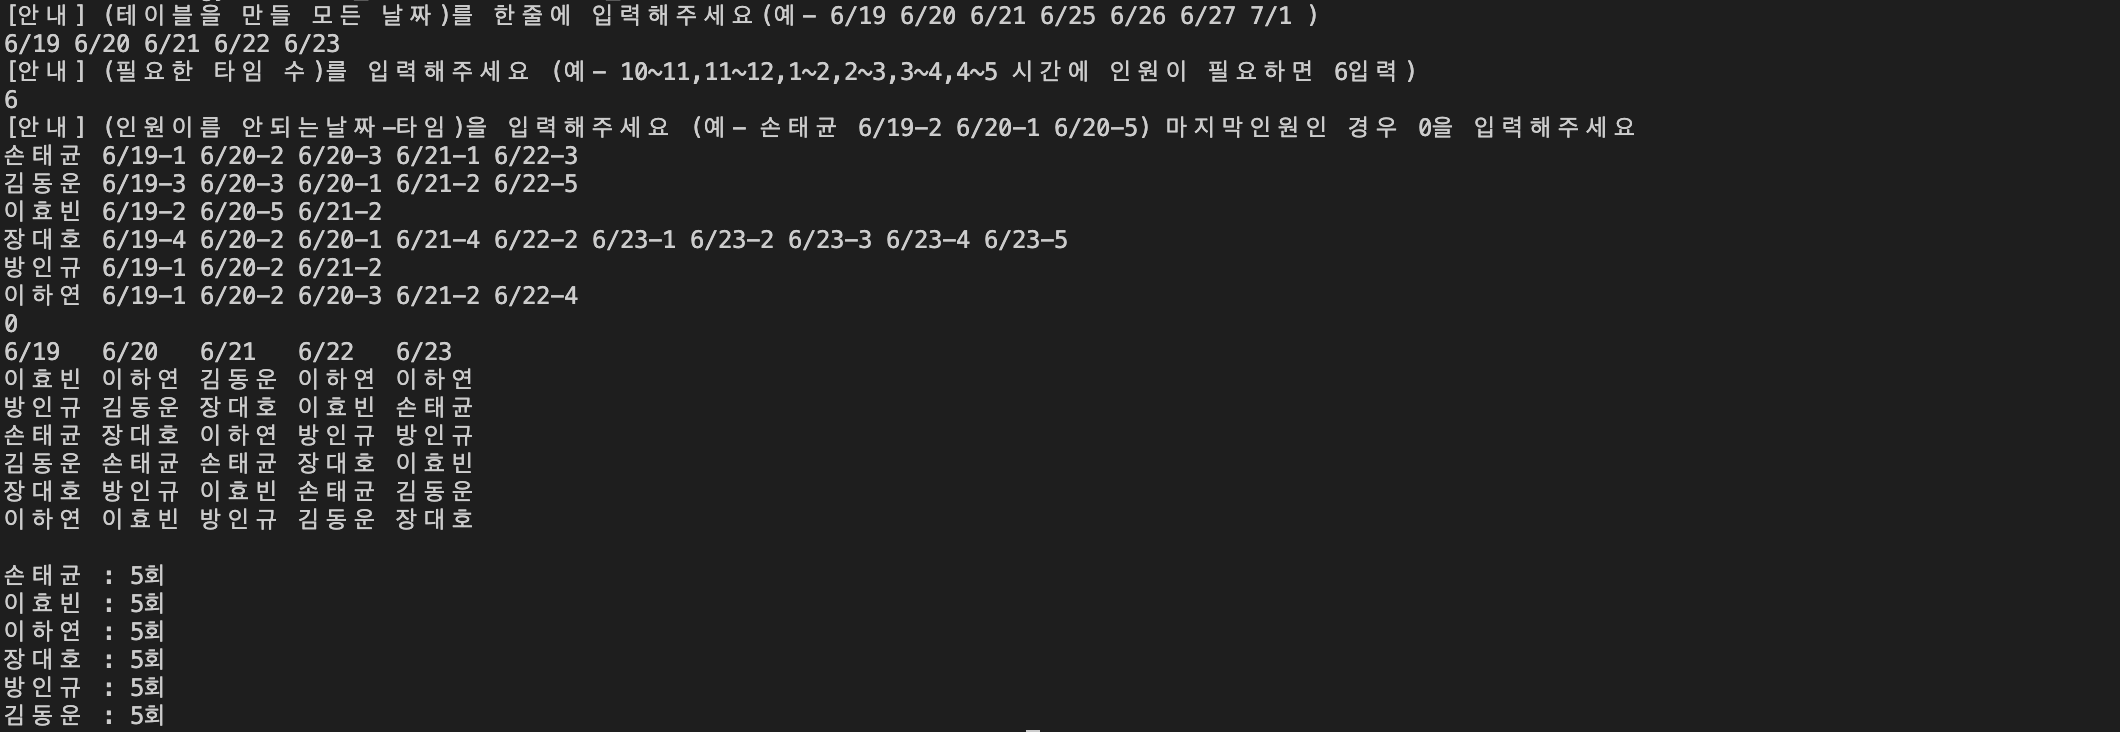 [안내] (테이블을 만들 모든 날짜)를 한줄에 입력해주세요(예- 6/19 6/20 6/21 6/25 6/26 6/27 7/1 )
6/19 6/20 6/21 6/22 6/23
[안내] (필요한 타임 수)를 입력해주세요 (예- 10~11,11~12,1~2,2~3,3~4,4~5 시간에 인원이 필요하면 6입력)
6
[안내] (인원이름 안되는날짜-타임)을 입력해주세요 (예- 손태균 6/19-2 6/20-1 6/20-5) 마지막인원인 경우 0을 입력해주세요
손태균 6/19-1 6/20-2 6/20-3 6/21-1 6/22-3
김동운 6/19-3 6/20-3 6/20-1 6/21-2 6/22-5
이효빈 6/19-2 6/20-5 6/21-2
장대호 6/19-4 6/20-2 6/20-1 6/21-4 6/22-2 6/23-1 6/23-2 6/23-3 6/23-4 6/23-5
방인규 6/19-1 6/20-2 6/21-2
이하연 6/19-1 6/20-2 6/20-3 6/21-2 6/22-4
0
6/19 6/20 6/21 6/22 6/23
이효빈 이하연 김동운 이하연 이하연
방인규 김동운 장대호 이효빈 손태균
손태균 장대호 이하연 방인규 방인규
김동운 손태균 손태균 장대호 이효빈
장대호 방인규 이효빈 손태균 김동운
이하연 이효빈 방인규 김동운 장대호
손태균 : 5회
이효빈 : 5회
이하연 : 5회
장대호 : 5회
방인규 : 5회
김동운 : 5회